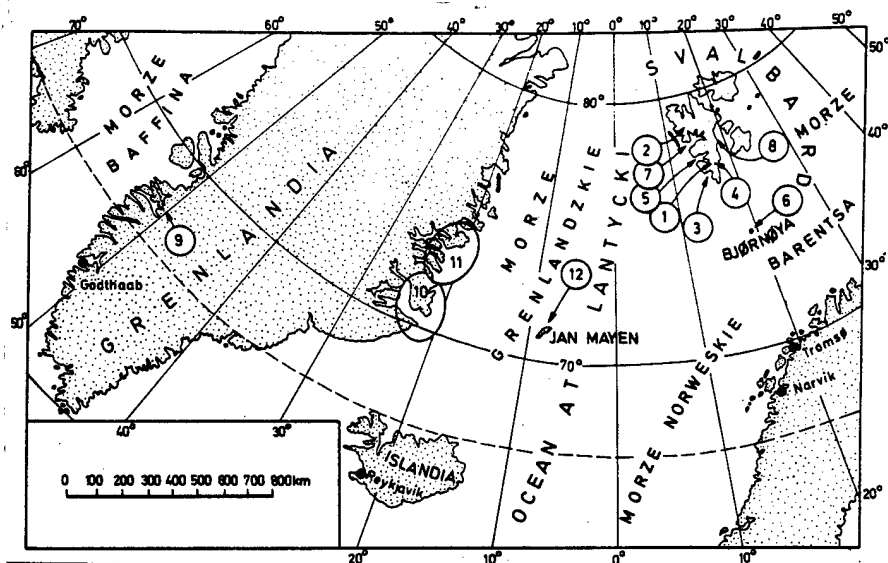 70° 60° 50° 40° 30° 20° 10° 0° 10° 20° 30° 40° 50°
60°
50°
80°
40°
30°
20°
70°
MORZE
BAFFINA
GRENLANDIA
Godthaab
MORZE
GRENLANDZKIE
OCEAN ATLANTYCKI
SVALBARD
MORZE
BARENTSA
BJØRNØYA
JAN MAYEN
MORZE NORWESKIE
Tromsø
Narvik
ISLANDIA
Reykjavik
2
7
5
1
3
4
8
6
9
10
11
12
40° 30°
0 100 200 300 400 500 600 700 800km
20° 10° 0° 10°